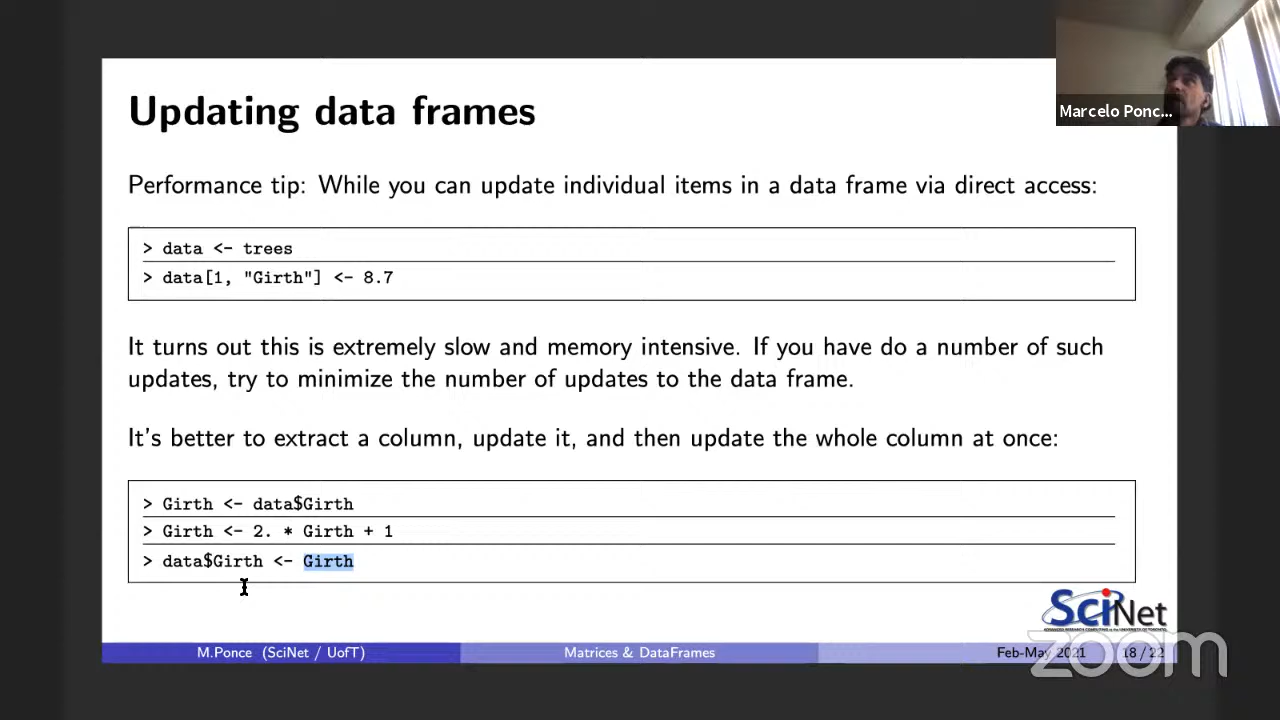 Updating data frames
Marcelo Ponc...
Performance tip: While you can update individual items in a data frame via direct access:
> data <- trees
> data[1, "Girth"] <- 8.7
It turns out this is extremely slow and memory intensive. If you have do a number of such
updates, try to minimize the number of updates to the data frame.
It's better to extract a column, update it, and then update the whole column at once:
> Girth <- data$Girth
> Girth <- 2. * Girth + 1
> data$Girth <- Girth
SciNet
M.Ponce (SciNet / UofT)
Matrices & DataFrames
Feb-May 2021
18 / 22
zoom